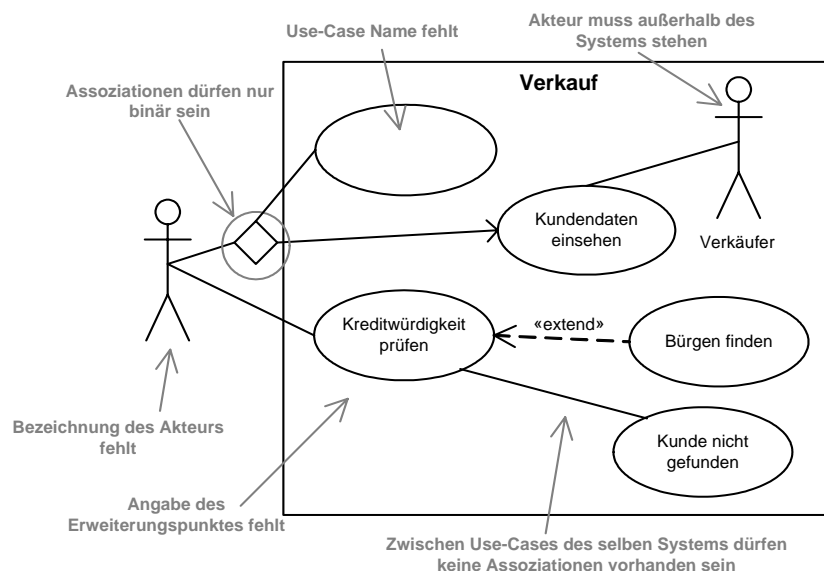 Use-Case Name fehlt
Akteur muss außerhalb des
Systems stehen
Assoziationen dürfen nur
binär sein
Verkauf
Kundendaten
einsehen
Verkäufer
Kreditwürdigkeit
prüfen
«extend»
Bürgen finden
Bezeichnung des Akteurs
fehlt
Kunde nicht
gefunden
Angabe des
Erweiterungspunktes fehlt
Zwischen Use-Cases des selben Systems dürfen
keine Assoziationen vorhanden sein